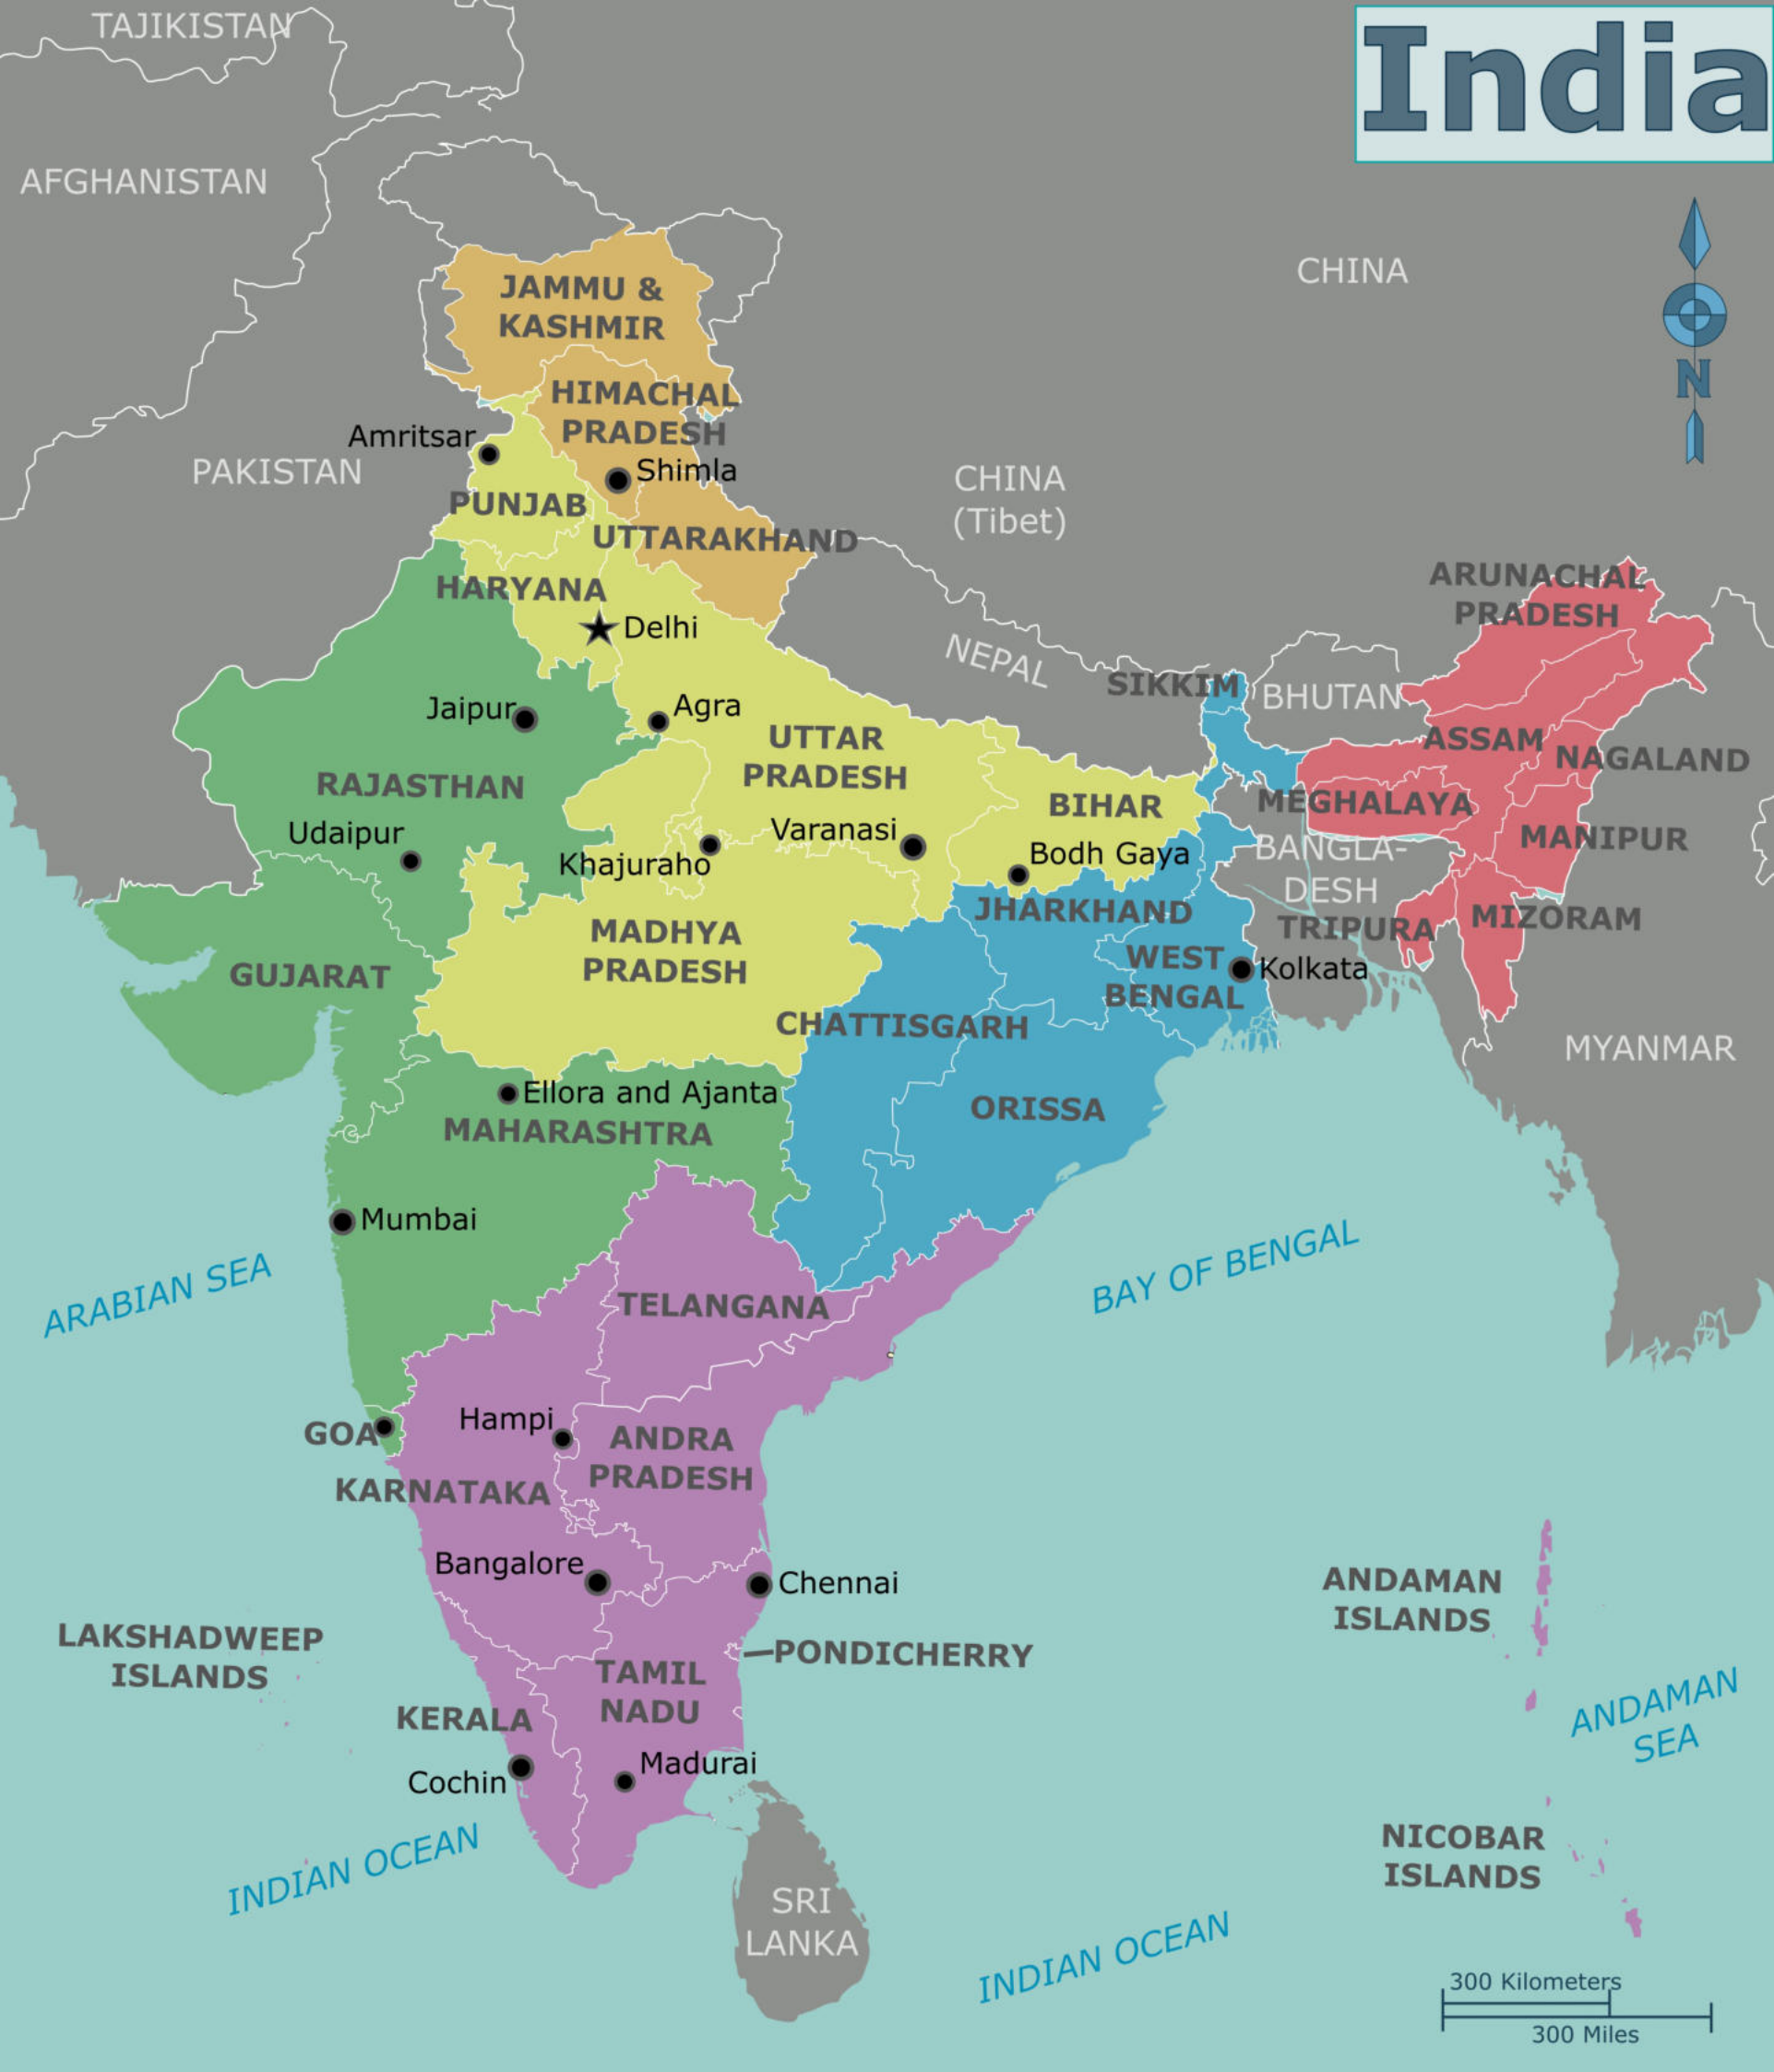 TAJIKISTAN
India
AFGHANISTAN
CHINA
JAMMU &
KASHMIR
N
HIMACHAL
PRADESH
Amritsar
PAKISTAN
Shimla
CHINA
(Tibet)
PUNJAB
UTTARAKHAND
ARUNACHAL
PRADESH
HARYANA
Delhi
NEPAL
SIKKIM
BHUTAN
Jaipur
Agra
UTTAR
PRADESH
ASSAM
NAGALAND
RAJASTHAN
BIHAR
MEGHALAYA
Udaipur
Varanasi
MANIPUR
Khajuraho
Bodh Gaya
BANGLA-
DESH
JHARKHAND
TRIPURA
MIZORAM
MADHYA
PRADESH
GUJARAT
WEST
BENGAL
Kolkata
CHATTISGARH
MYANMAR
Ellora and Ajanta
ORISSA
MAHARASHTRA
Mumbai
ARABIAN SEA
BAY OF BENGAL
TELANGANA
GOA
Hampi
ANDRA
PRADESH
KARNATAKA
Bangalore
Chennai
ANDAMAN
ISLANDS
LAKSHADWEEP
ISLANDS
PONDICHERRY
TAMIL
NADU
KERALA
ANDAMAN
SEA
Cochin
Madurai
INDIAN OCEAN
NICOBAR
ISLANDS
SRI
LANKA
INDIAN OCEAN
300 Kilometers
300 Miles